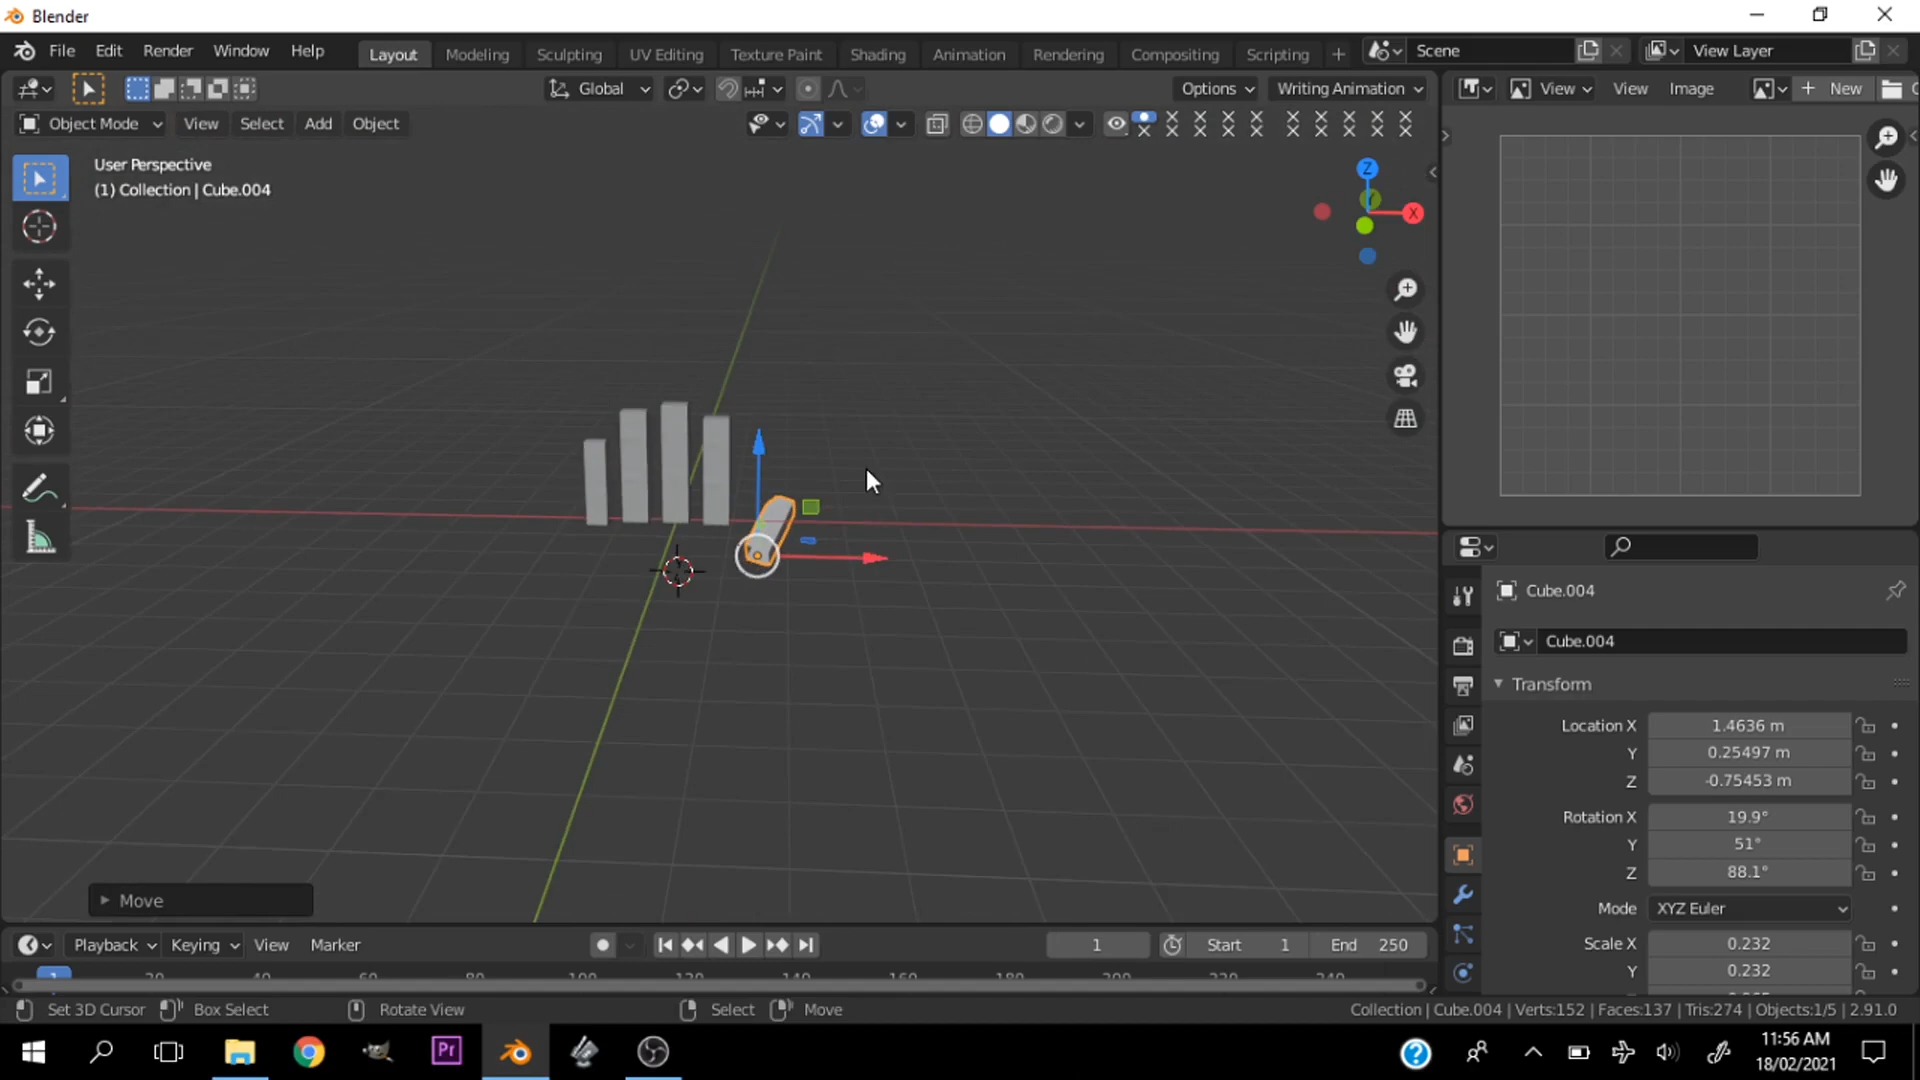 Blender
File Edit Render Window Help Layout Modeling Sculpting UV Editing Texture Paint Shading Animation Rendering Compositing Scripting + Scene View Layer
Global Options Writing Animation View View Image + New
Object Mode View Select Add Object
User Perspective
(1) Collection | Cube.004
Z
X
Cube.004
Cube.004
Transform
Location X 1.4636 m
Y 0.25497 m
Z -0.75453 m
Rotation X 19.9°
Y 51°
Z 88.1°
Mode XYZ Euler
Scale X 0.232
Y 0.232
Move
Playback Keying View Marker 1 Start 1 End 250
Set 3D Cursor Box Select Rotate View Select Move Collection | Cube.004 | Verts:152 | Faces:137 | Tris:274 | Objects:1/5 | 2.91.0
Pr
11:56 AM
18/02/2021